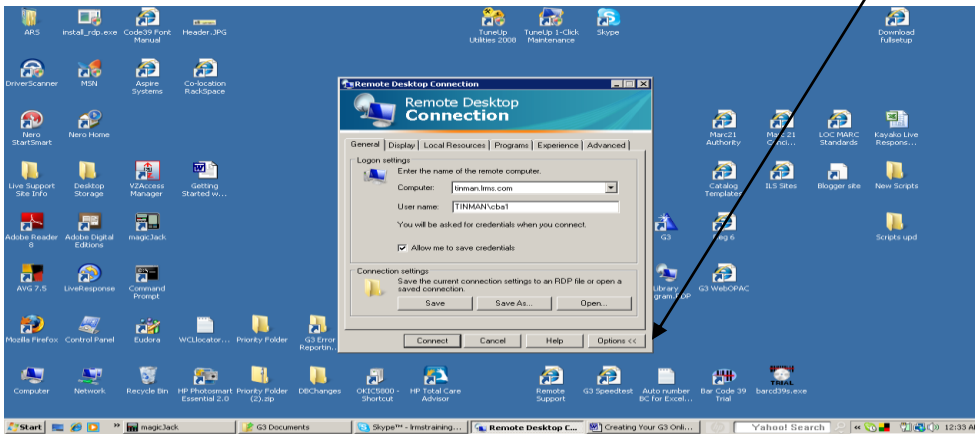 ARS
install_rdp.exe
Code39 Font
Manual
Header.JPG
TuneUp
Utilities 2008
TuneUp 1-Click
Maintenance
Skype
Download
fullsetup
DriverScanner
MSN
Aspire
Systems
Co-location
RackSpace
Remote Desktop Connection
Remote Desktop
Connection
Nero
StartSmart
Nero Home
Marc21
Authority
Marc 21
LOC MARC
Standards
Kayako Live
Respons...
General
Display
Local Resources
Programs
Experience
Advanced
Logon settings
Enter the name of the remote computer.
Computer:
tinman.lrms.com
User name:
TINMAN\cba1
You will be asked for credentials when you connect.
Allow me to save credentials
Live Support
Site Info
Desktop
Storage
VZAccess
Manager
Getting
Started w...
Catalog
Templates
ILS Sites
Blogger site
New Scripts
Adobe Reader
8
Adobe Digital
Editions
magicJack
G3
Scripts upd
Connection settings
Save the current connection settings to an RDP file or open a
saved connection.
Save
Save As...
Open...
AVG 7.5
LiveResponse
Command
Prompt
G3 WebOPAC
Mozilla Firefox
Control Panel
Eudora
WCLlocator...
Priority Folder
G3 Error
Reportin...
Connect
Cancel
Help
Options <<
Computer
Network
Recycle Bin
HP Photosmart
Essential 2.0
Priority Folder
(2).zip
DBChanges
OKIC5800 -
Shortcut
HP Total Care
Advisor
Remote
Support
G3 Speedtest
Auto number
BC for Excel...
Bar Code 39
Trial
TRIAL
barcd39s.exe
Start
magicJack
G3 Documents
Skype™ - lrmstraining...
Remote Desktop C...
Creating Your G3 Onli...
Yahoo! Search
12:33 AM